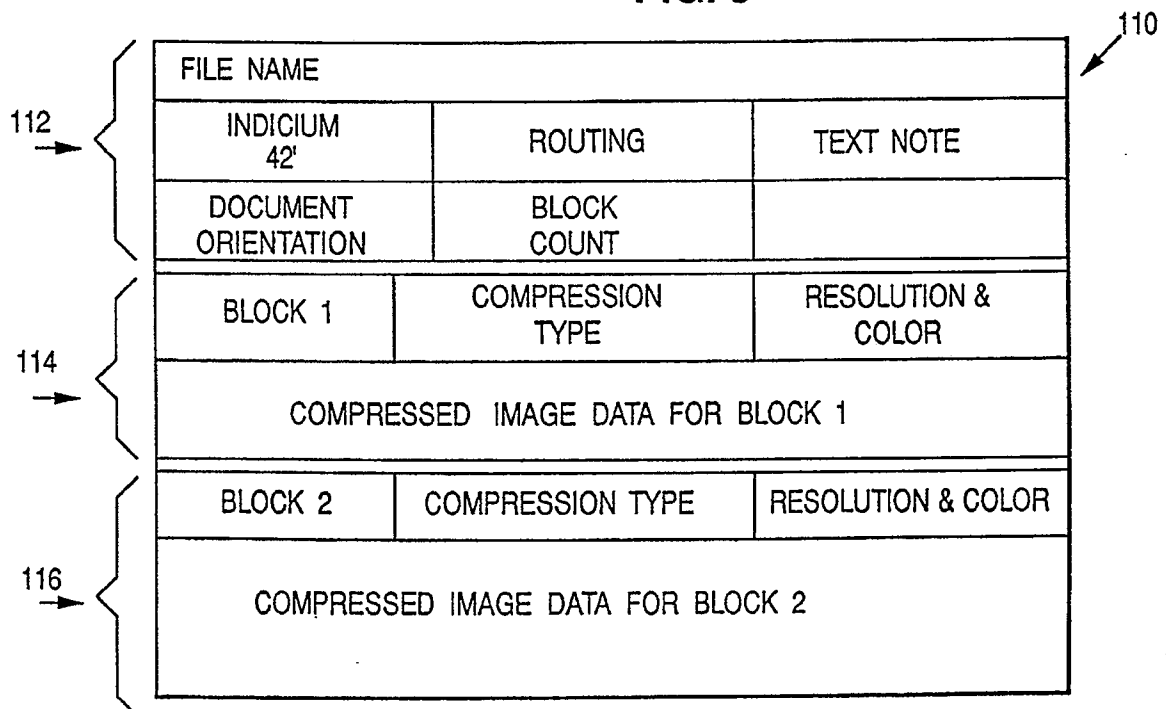 110
FILE NAME
112
INDICIUM 42'
ROUTING
TEXT NOTE
DOCUMENT ORIENTATION
BLOCK COUNT
114
BLOCK 1
COMPRESSION TYPE
RESOLUTION & COLOR
COMPRESSED IMAGE DATA FOR BLOCK 1
116
BLOCK 2
COMPRESSION TYPE
RESOLUTION & COLOR
COMPRESSED IMAGE DATA FOR BLOCK 2